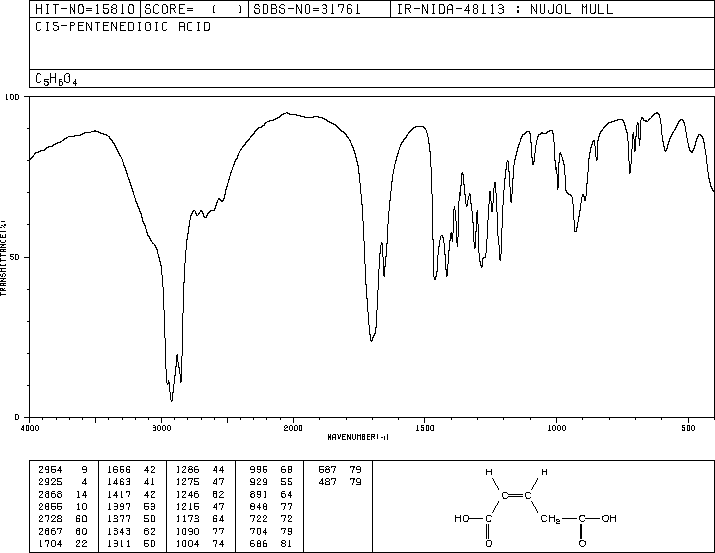 HIT-NO=15810 SCORE= ( ) SDBS-NO=31761 IR-NIDA-48113 : NUJOL MULL
CIS-PENTENEDIOIC ACID
C5H6O4
100
50
0
TRANSMITTANCE(%)
4000 3000 2000 1500 1000 500
WAVENUMBER(-1)
2954 9 1656 42 1286 44 996 68 587 79
2925 4 1463 41 1275 47 929 55 487 79
2868 14 1417 42 1246 62 891 64
2855 10 1397 53 1215 47 848 77
2728 60 1377 50 1173 64 722 72
2667 60 1343 62 1090 77 704 79
1704 22 1311 50 1004 74 686 81
H H
C=C
HO-C CH2-C-OH
O O